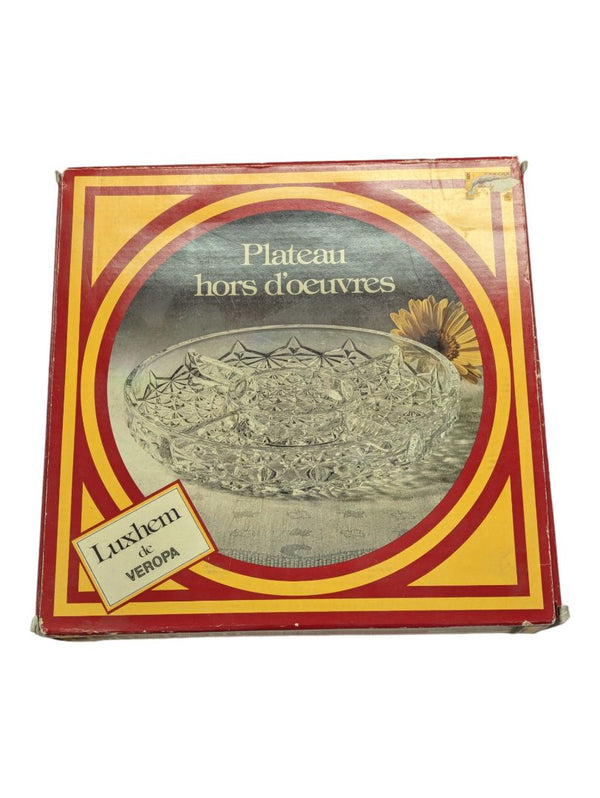 Plateau
hors d'oeuvres
Luxhem
de
VEROPA